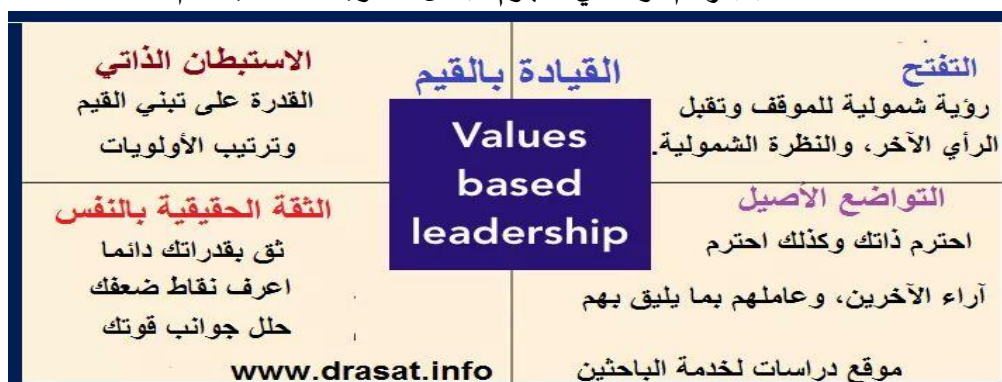 القيادة بالقيم
Values
based
leadership
التفتح
رؤية شمولية للموقف وتقبل
الرأي الآخر، والنظرة الشمولية.
الاستبطان الذاتي
القدرة على تبني القيم
وترتيب الأولويات
التواضع الأصيل
احترم ذاتك وكذلك احترم
آراء الآخرين، وعاملهم بما يليق بهم
الثقة الحقيقية بالنفس
ثق بقدراتك دائما
اعرف نقاط ضعفك
حلل جوانب قوتك
موقع دراسات لخدمة الباحثين
www.drasat.info